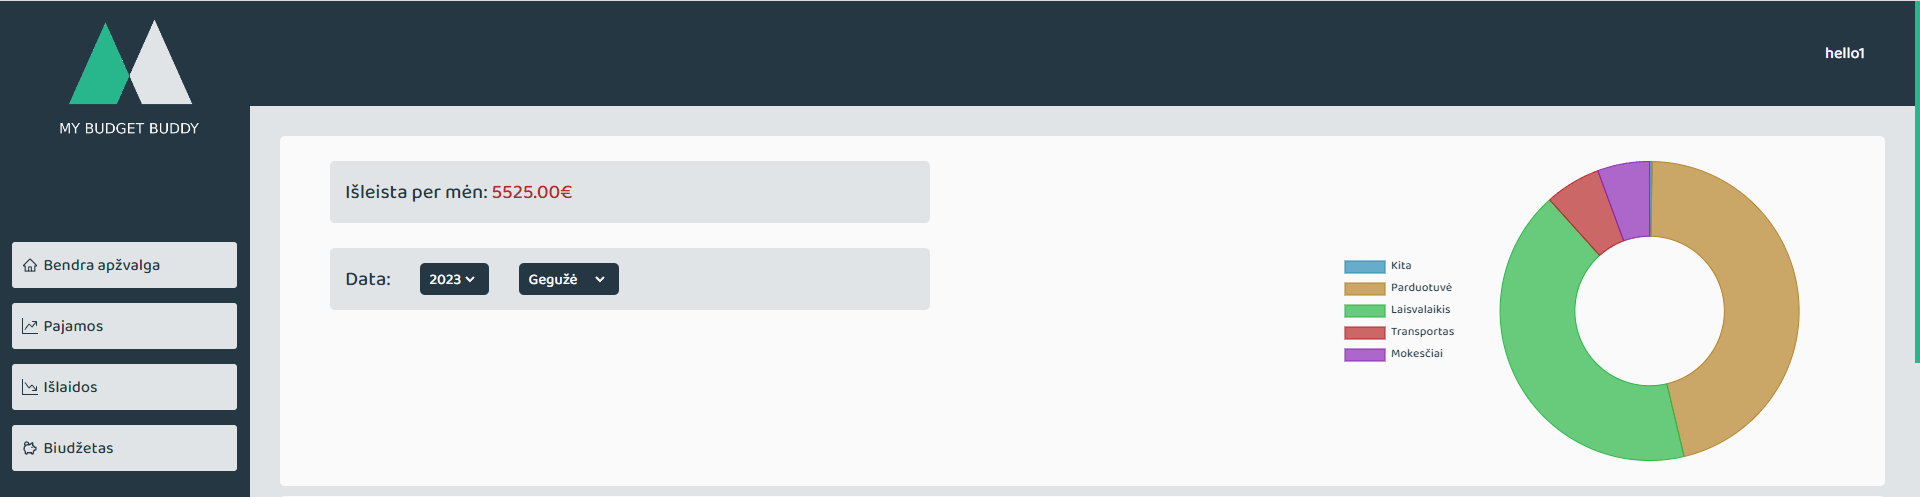 hello1
MY BUDGET BUDDY
Išleista per mėn: 5525.00€
Data: 2023 Gegužė
Bendra apžvalga
Pajamos
Išlaidos
Biudžetas
Kita
Parduotuvė
Laisvalaikis
Transportas
Mokesčiai